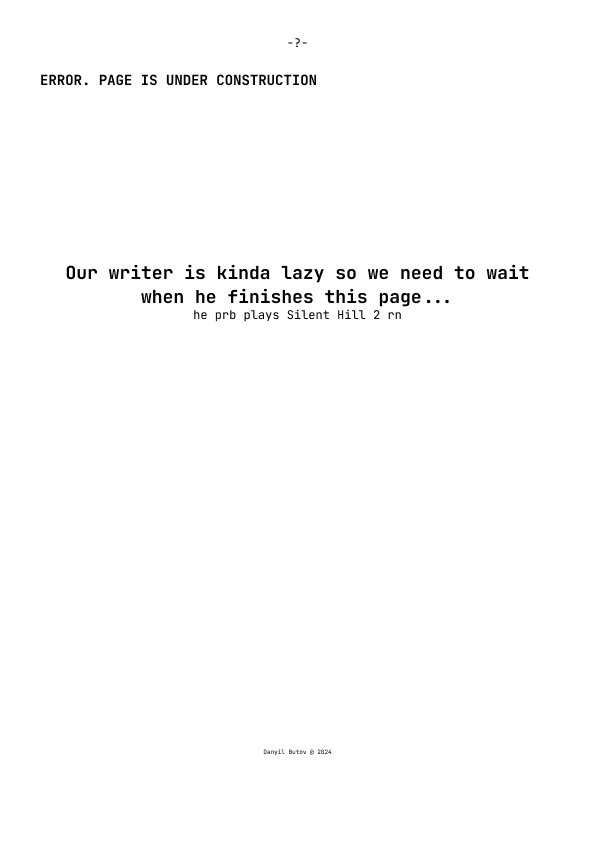 -?-
ERROR. PAGE IS UNDER CONSTRUCTION
Our writer is kinda lazy so we need to wait
when he finishes this page...
he prb plays Silent Hill 2 rn
Danyil Butov @ 2024